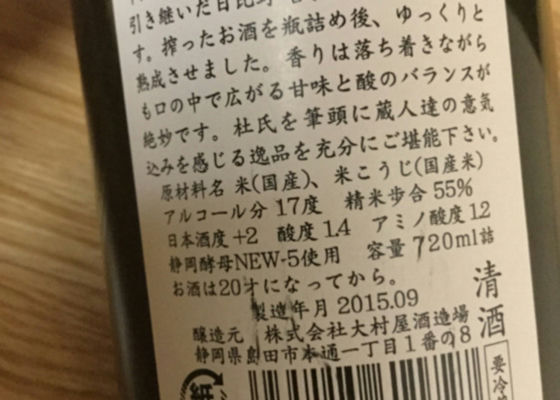 引き継いだ日比野
す。搾ったお酒を瓶詰め後、ゆっくりと
熟成させました。香りは落ち着きながら
も口の中で広がる甘味と酸のバランスが
絶妙です。杜氏を筆頭に蔵人達の意気
込みを感じる逸品を充分にご堪能下さい。
原材料名 米(国産)、米こうじ(国産米)
アルコール分 17度 精米歩合 55%
日本酒度 +2 酸度 1.4 アミノ酸度 1.2
静岡酵母NEW-5使用 容量 720ml詰
お酒は20才になってから。
製造年月 2015.09
清酒
醸造元 株式会社大村屋酒造場
静岡県島田市本通一丁目1番の8
要冷
紙